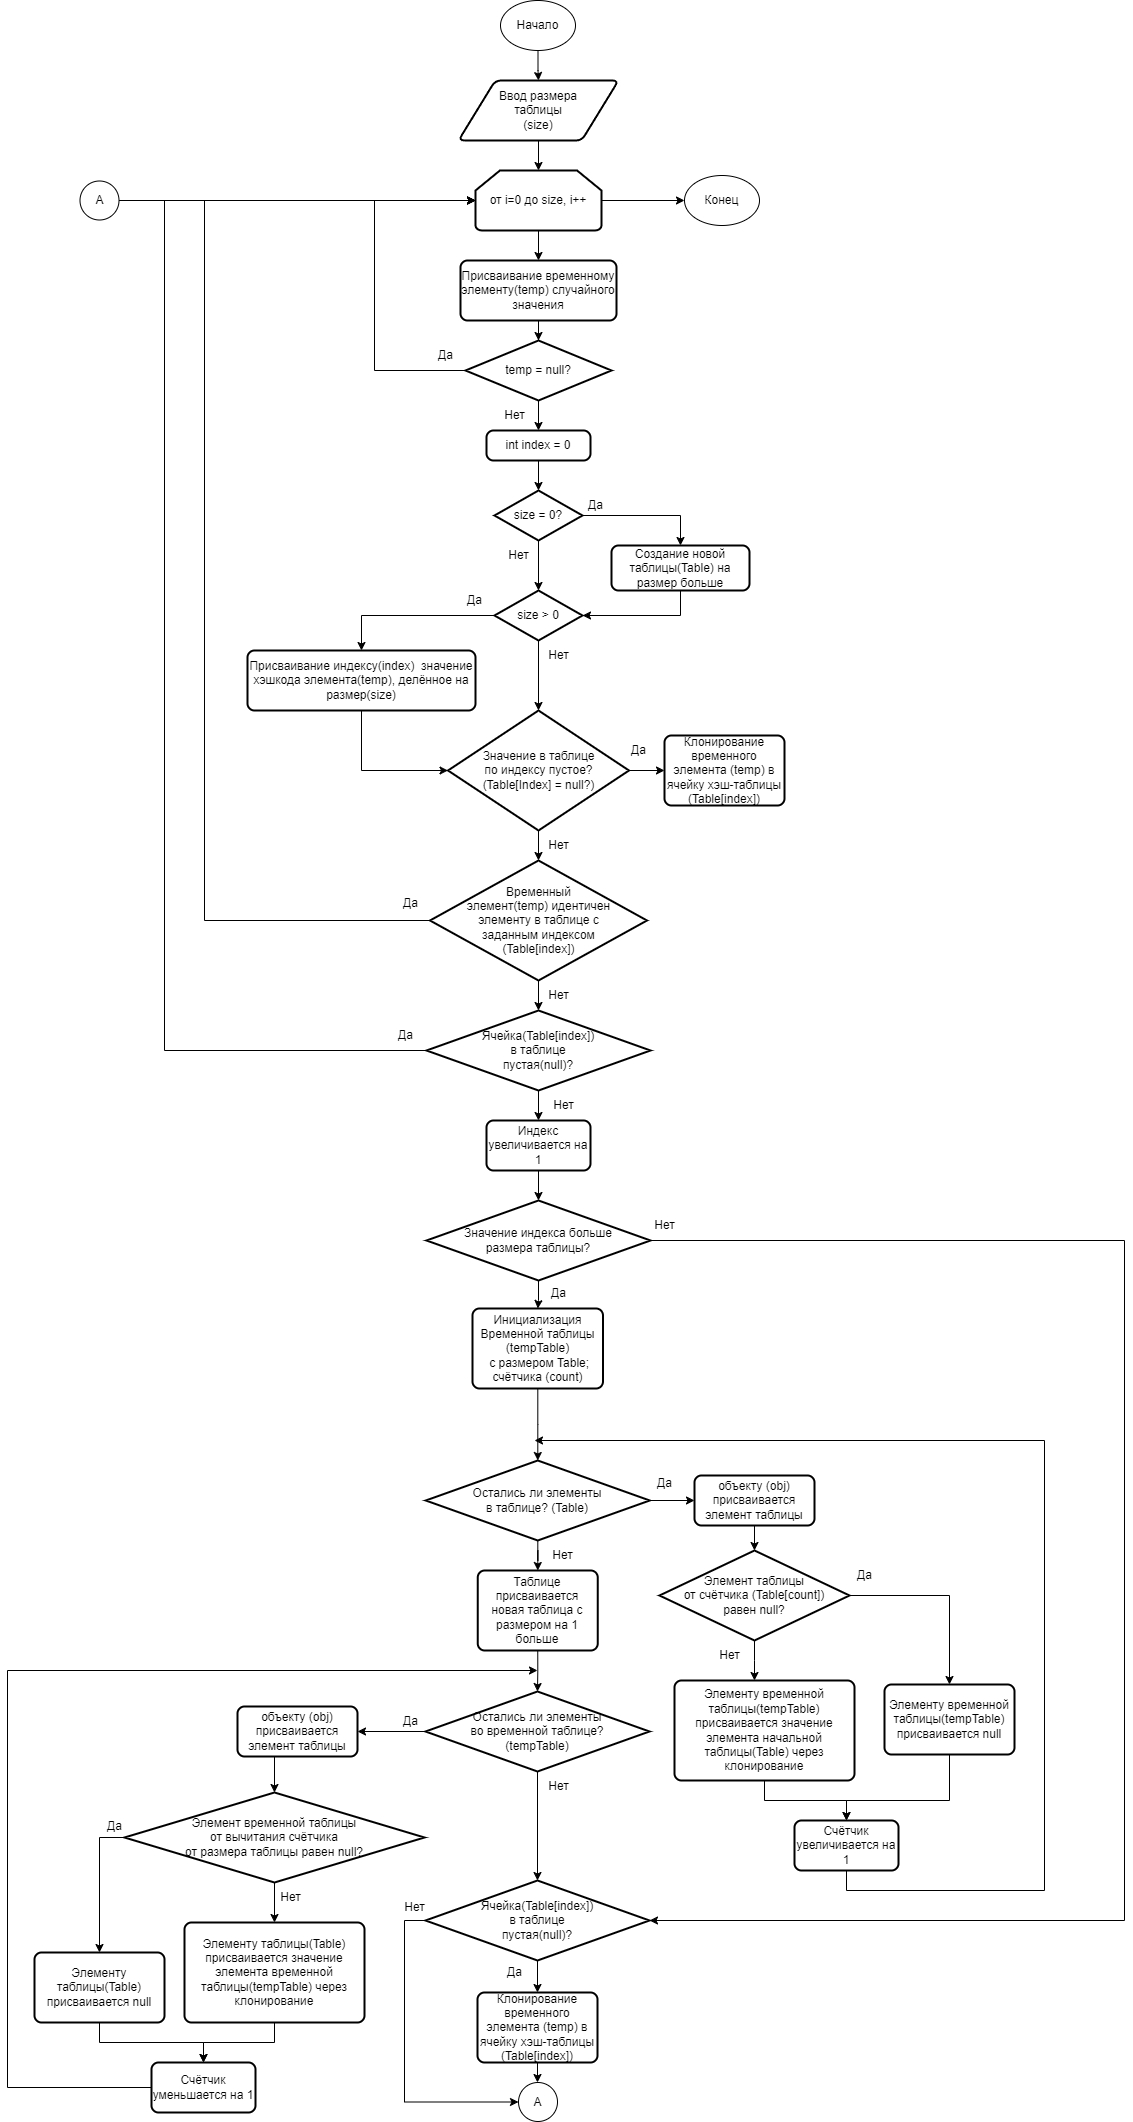 Начало
Ввод размера
таблицы
(size)
А
от i=0 до size, i++
Конец
Присваивание временному
элементу(temp) случайного
значения
Да
temp = null?
Нет
int index = 0
size = 0?
Да
Нет
Создание новой
таблицы(Table) на
размер больше
Да
size > 0
Нет
Присваивание индексу(index)  значение
хэшкода элемента(temp), делённое на
размер(size)
Значение в таблице
по индексу пустое?
(Table[Index] = null?)
Да
Клонирование
временного
элемента (temp) в
ячейку хэш-таблицы
(Table[index])
Нет
Да
Временный
элемент(temp) идентичен
элементу в таблице с
заданным индексом
(Table[index])
Нет
Да
Ячейка(Table[index])
в таблице
пустая(null)?
Нет
Индекс
увеличивается на
1
Значение индекса больше
размера таблицы?
Нет
Да
Инициализация
Временной таблицы
(tempTable)
с размером Table;
счётчика (count)
Остались ли элементы
в таблице? (Table)
Да
объекту (obj)
присваивается
элемент таблицы
Нет
Таблице
присваивается
новая таблица с
размером на 1
больше
Элемент таблицы
от счётчика (Table[count])
равен null?
Да
Нет
Элементу временной
таблицы(tempTable)
присваивается значение
элемента начальной
таблицы(Table) через
клонирование
Элементу временной
таблицы(tempTable)
присваивается null
Счётчик
увеличивается на
1
Остались ли элементы
во временной таблице?
(tempTable)
Да
объекту (obj)
присваивается
элемент таблицы
Нет
Элемент временной таблицы
от вычитания счётчика
от размера таблицы равен null?
Да
Нет
Элементу
таблицы(Table)
присваивается null
Элементу таблицы(Table)
присваивается значение
элемента временной
таблицы(tempTable) через
клонирование
Счётчик
уменьшается на 1
Нет
Ячейка(Table[index])
в таблице
пустая(null)?
Да
Клонирование
временного
элемента (temp) в
ячейку хэш-таблицы
(Table[index])
А